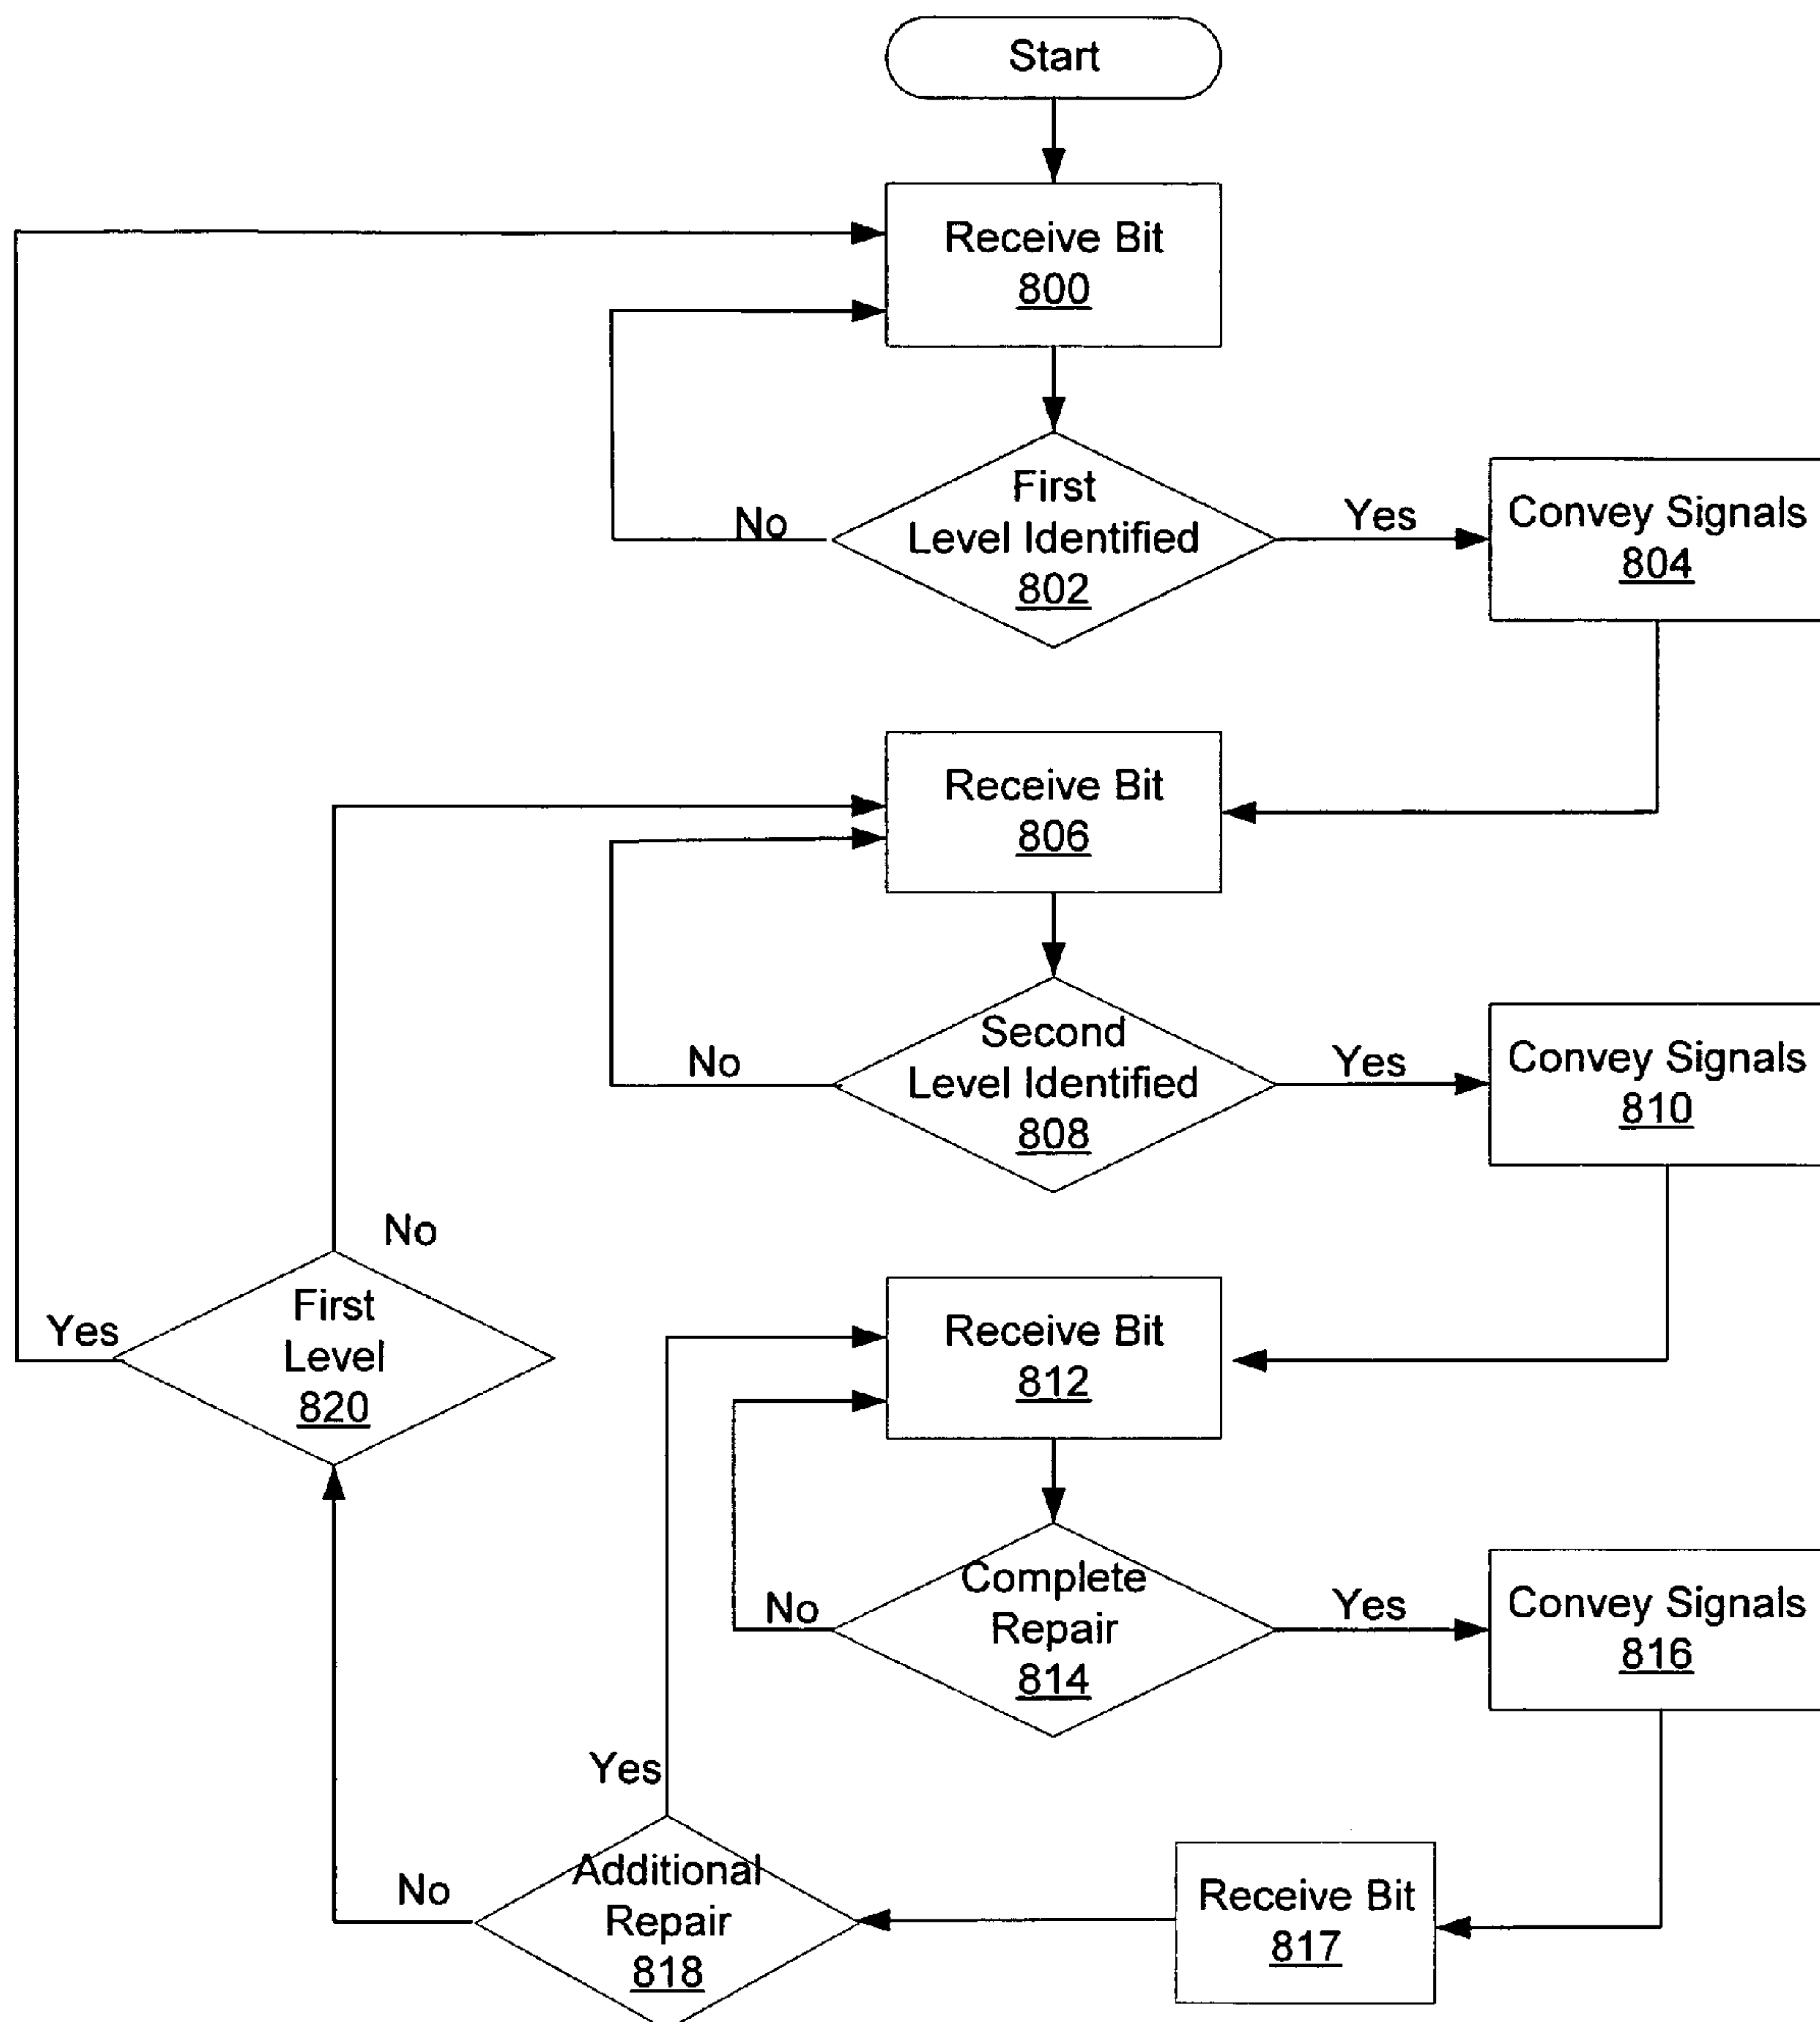 Start
Receive Bit
800
First
Level Identified
802
No
Yes
Convey Signals
804
Receive Bit
806
Second
Level Identified
808
No
Yes
Convey Signals
810
No
First
Level
820
Yes
Receive Bit
812
Complete
Repair
814
No
Yes
Convey Signals
816
Yes
Additional
Repair
818
No
Receive Bit
817